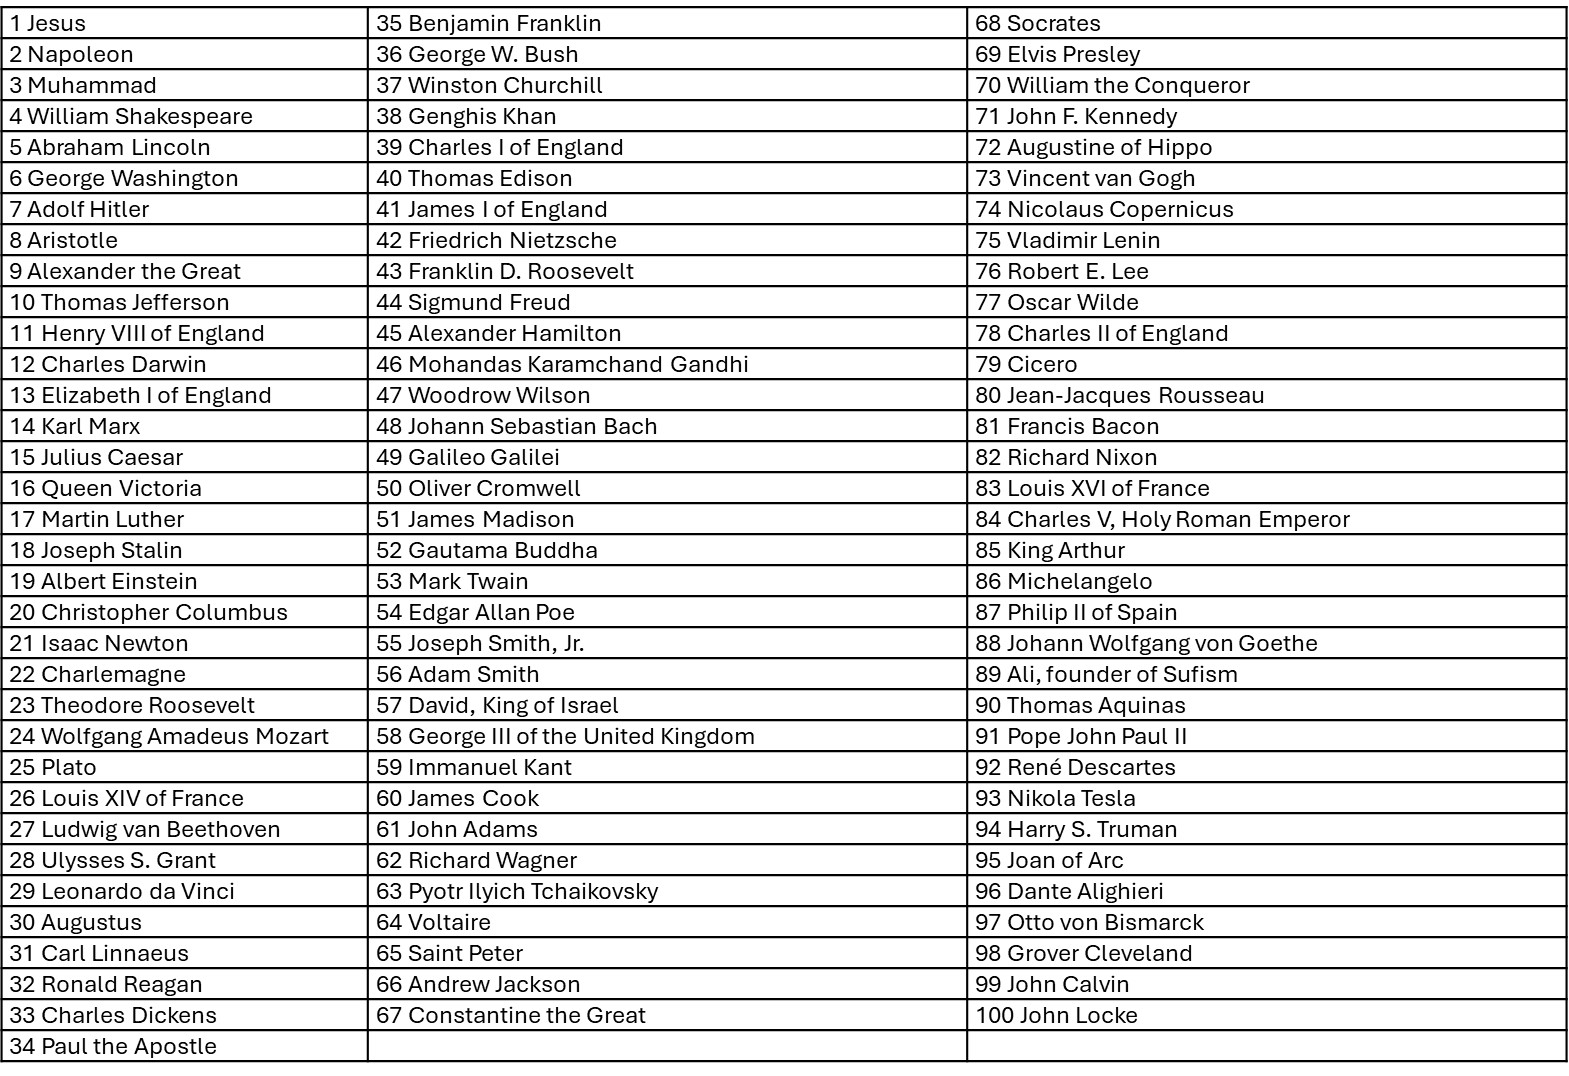 1 Jesus
2 Napoleon
3 Muhammad
4 William Shakespeare
5 Abraham Lincoln
6 George Washington
7 Adolf Hitler
8 Aristotle
9 Alexander the Great
10 Thomas Jefferson
11 Henry VIII of England
12 Charles Darwin
13 Elizabeth I of England
14 Karl Marx
15 Julius Caesar
16 Queen Victoria
17 Martin Luther
18 Joseph Stalin
19 Albert Einstein
20 Christopher Columbus
21 Isaac Newton
22 Charlemagne
23 Theodore Roosevelt
24 Wolfgang Amadeus Mozart
25 Plato
26 Louis XIV of France
27 Ludwig van Beethoven
28 Ulysses S. Grant
29 Leonardo da Vinci
30 Augustus
31 Carl Linnaeus
32 Ronald Reagan
33 Charles Dickens
34 Paul the Apostle
35 Benjamin Franklin
36 George W. Bush
37 Winston Churchill
38 Genghis Khan
39 Charles I of England
40 Thomas Edison
41 James I of England
42 Friedrich Nietzsche
43 Franklin D. Roosevelt
44 Sigmund Freud
45 Alexander Hamilton
46 Mohandas Karamchand Gandhi
47 Woodrow Wilson
48 Johann Sebastian Bach
49 Galileo Galilei
50 Oliver Cromwell
51 James Madison
52 Gautama Buddha
53 Mark Twain
54 Edgar Allan Poe
55 Joseph Smith, Jr.
56 Adam Smith
57 David, King of Israel
58 George III of the United Kingdom
59 Immanuel Kant
60 James Cook
61 John Adams
62 Richard Wagner
63 Pyotr Ilyich Tchaikovsky
64 Voltaire
65 Saint Peter
66 Andrew Jackson
67 Constantine the Great
68 Socrates
69 Elvis Presley
70 William the Conqueror
71 John F. Kennedy
72 Augustine of Hippo
73 Vincent van Gogh
74 Nicolaus Copernicus
75 Vladimir Lenin
76 Robert E. Lee
77 Oscar Wilde
78 Charles II of England
79 Cicero
80 Jean-Jacques Rousseau
81 Francis Bacon
82 Richard Nixon
83 Louis XVI of France
84 Charles V, Holy Roman Emperor
85 King Arthur
86 Michelangelo
87 Philip II of Spain
88 Johann Wolfgang von Goethe
89 Ali, founder of Sufism
90 Thomas Aquinas
91 Pope John Paul II
92 René Descartes
93 Nikola Tesla
94 Harry S. Truman
95 Joan of Arc
96 Dante Alighieri
97 Otto von Bismarck
98 Grover Cleveland
99 John Calvin
100 John Locke